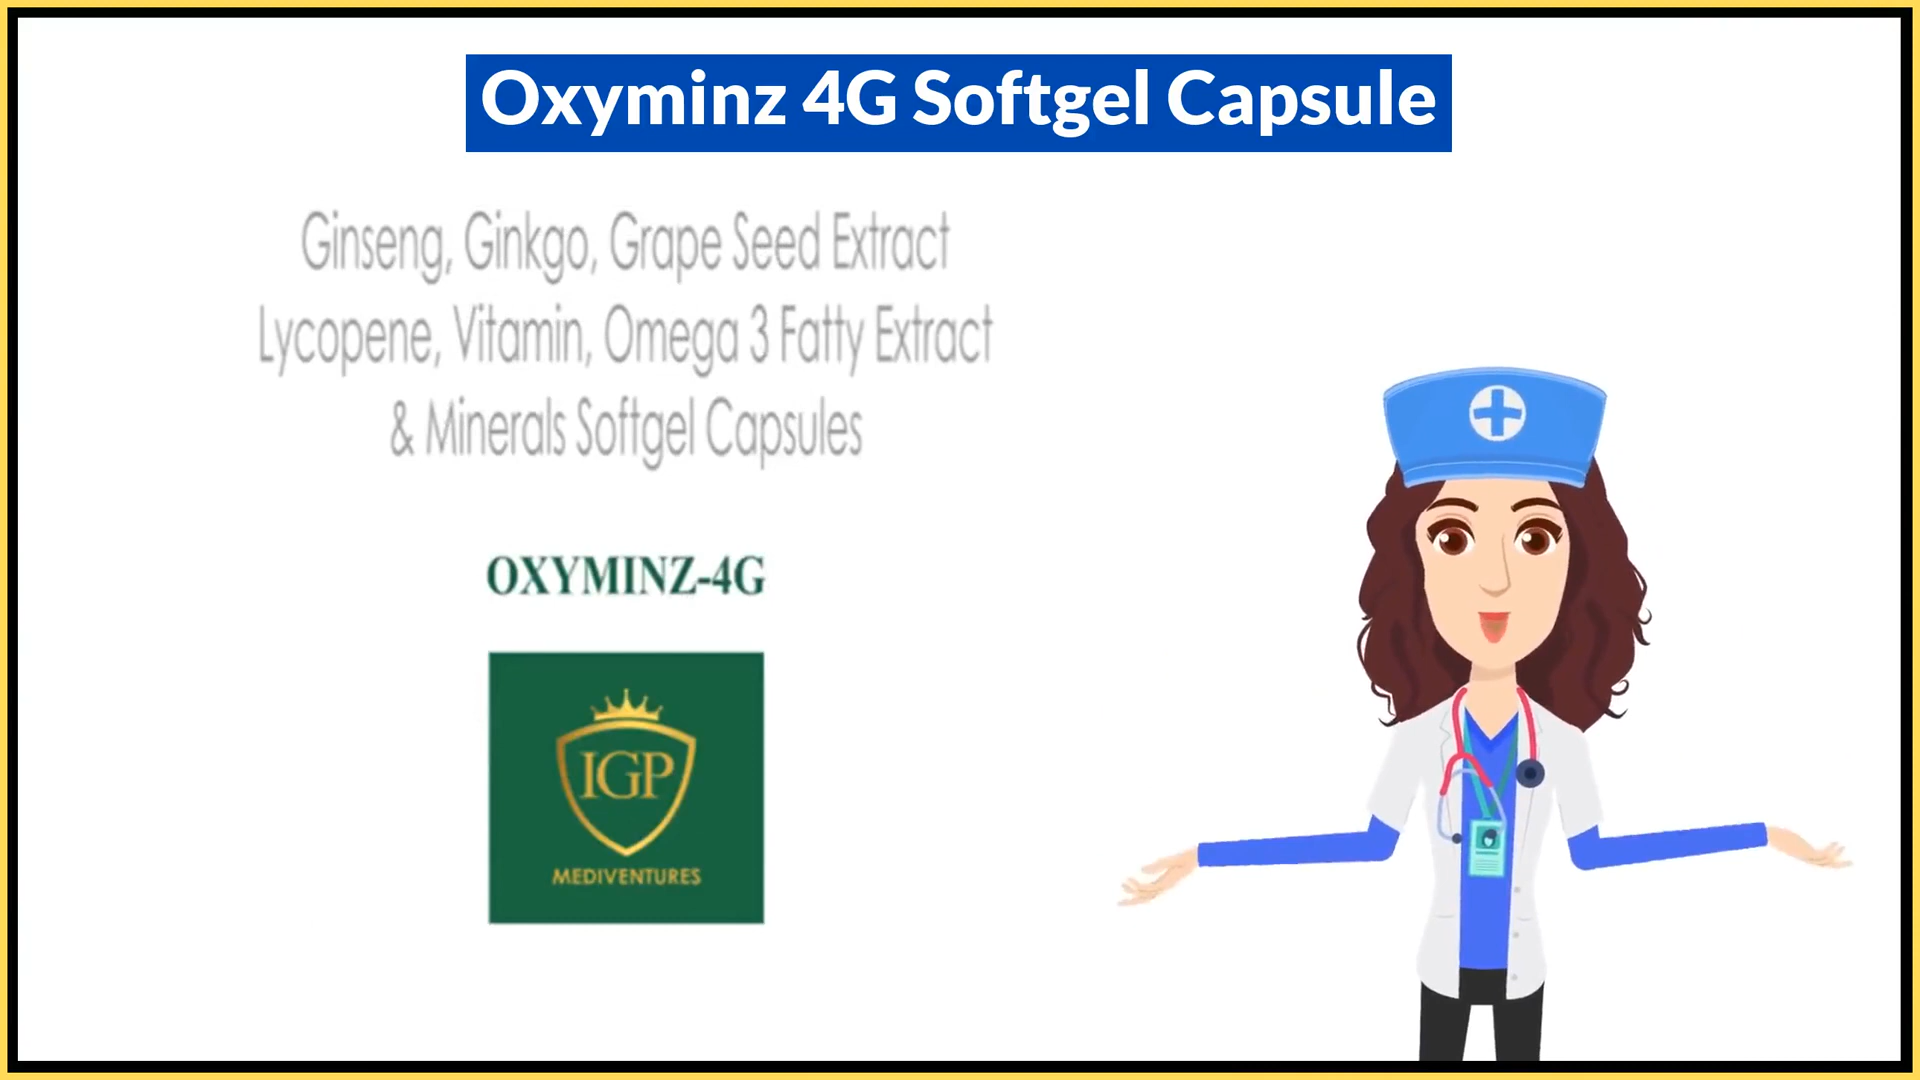 Oxyminz 4G Softgel Capsule
Ginseng, Ginkgo, Grape Seed Extract
Lycopene, Vitamin, Omega 3 Fatty Extract
& Minerals Softgel Capsules
OXYMINZ-4G
IGP
MEDIVENTURES